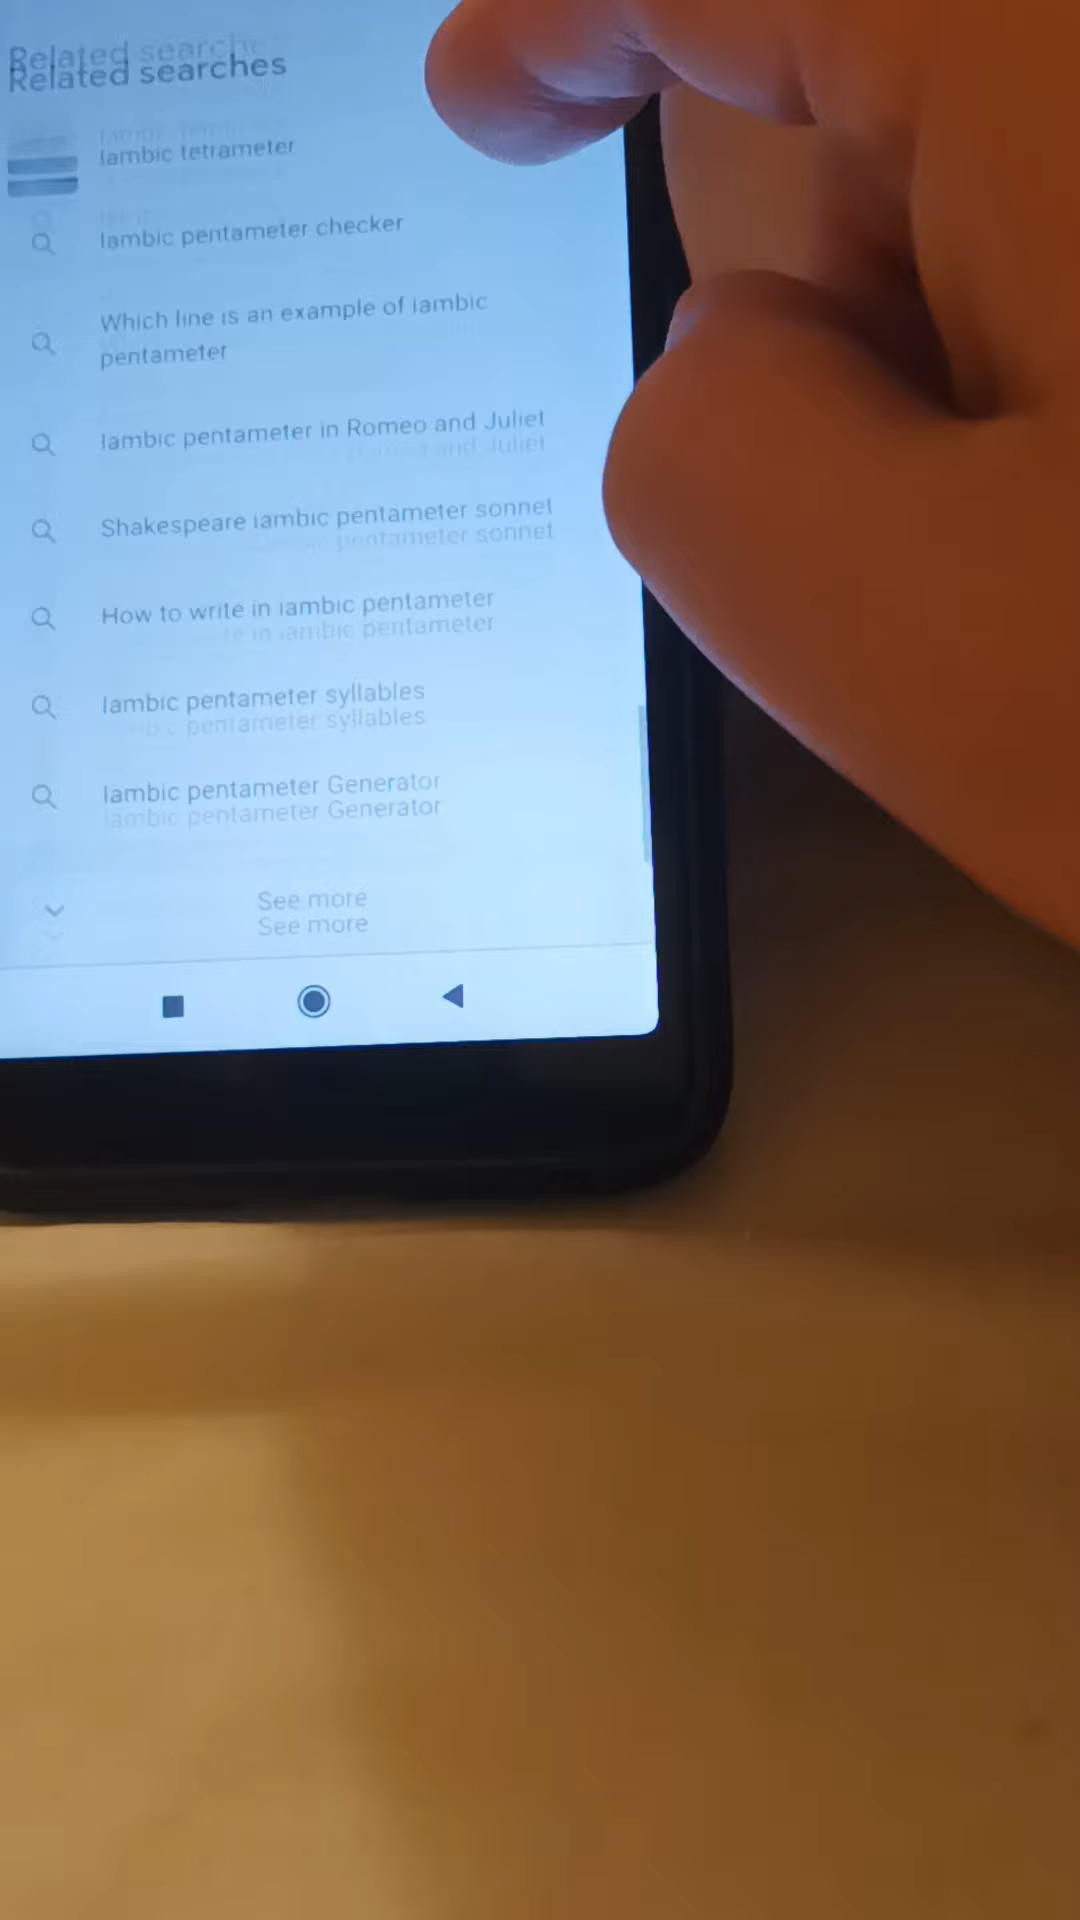 Related searches
Iambic tetrameter
Iambic pentameter checker
Which line is an example of iambic
pentameter
Iambic pentameter in Romeo and Juliet
Shakespeare iambic pentameter sonnet
How to write in iambic pentameter
Iambic pentameter syllables
Iambic pentameter Generator
See more